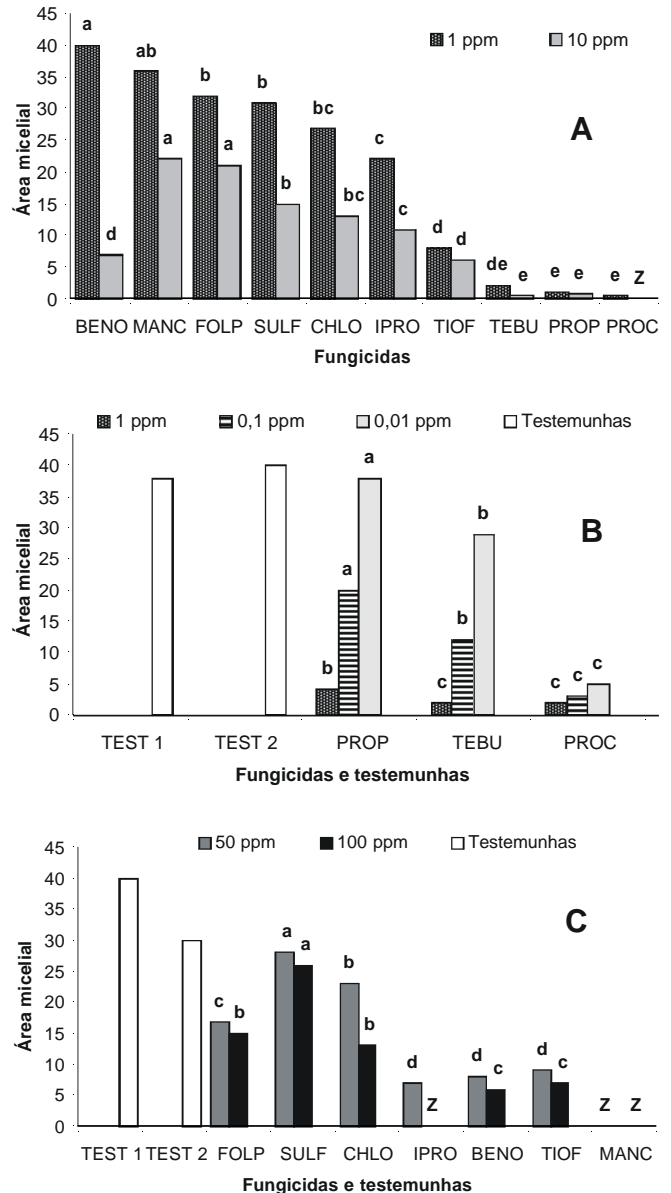 1 ppm 10 ppm
A
Área micelial
45
40
35
30
25
20
15
10
5
0
a ab b b bc c d de e e
d a a b bc c d e e Z
BENO MANC FOLP SULF CHLO IPRO TIOF TEBU PROP PROC
Fungicidas
1 ppm 0,1 ppm 0,01 ppm Testemunhas
B
Área micelial
45
40
35
30
25
20
15
10
5
0
b a a c b b c c c
TEST 1 TEST 2 PROP TEBU PROC
Fungicidas e testemunhas
50 ppm 100 ppm Testemunhas
C
Área micelial
45
40
35
30
25
20
15
10
5
0
c b a a b b d Z d c d c Z Z
TEST 1 TEST 2 FOLP SULF CHLO IPRO BENO TIOF MANC
Fungicidas e testemunhas